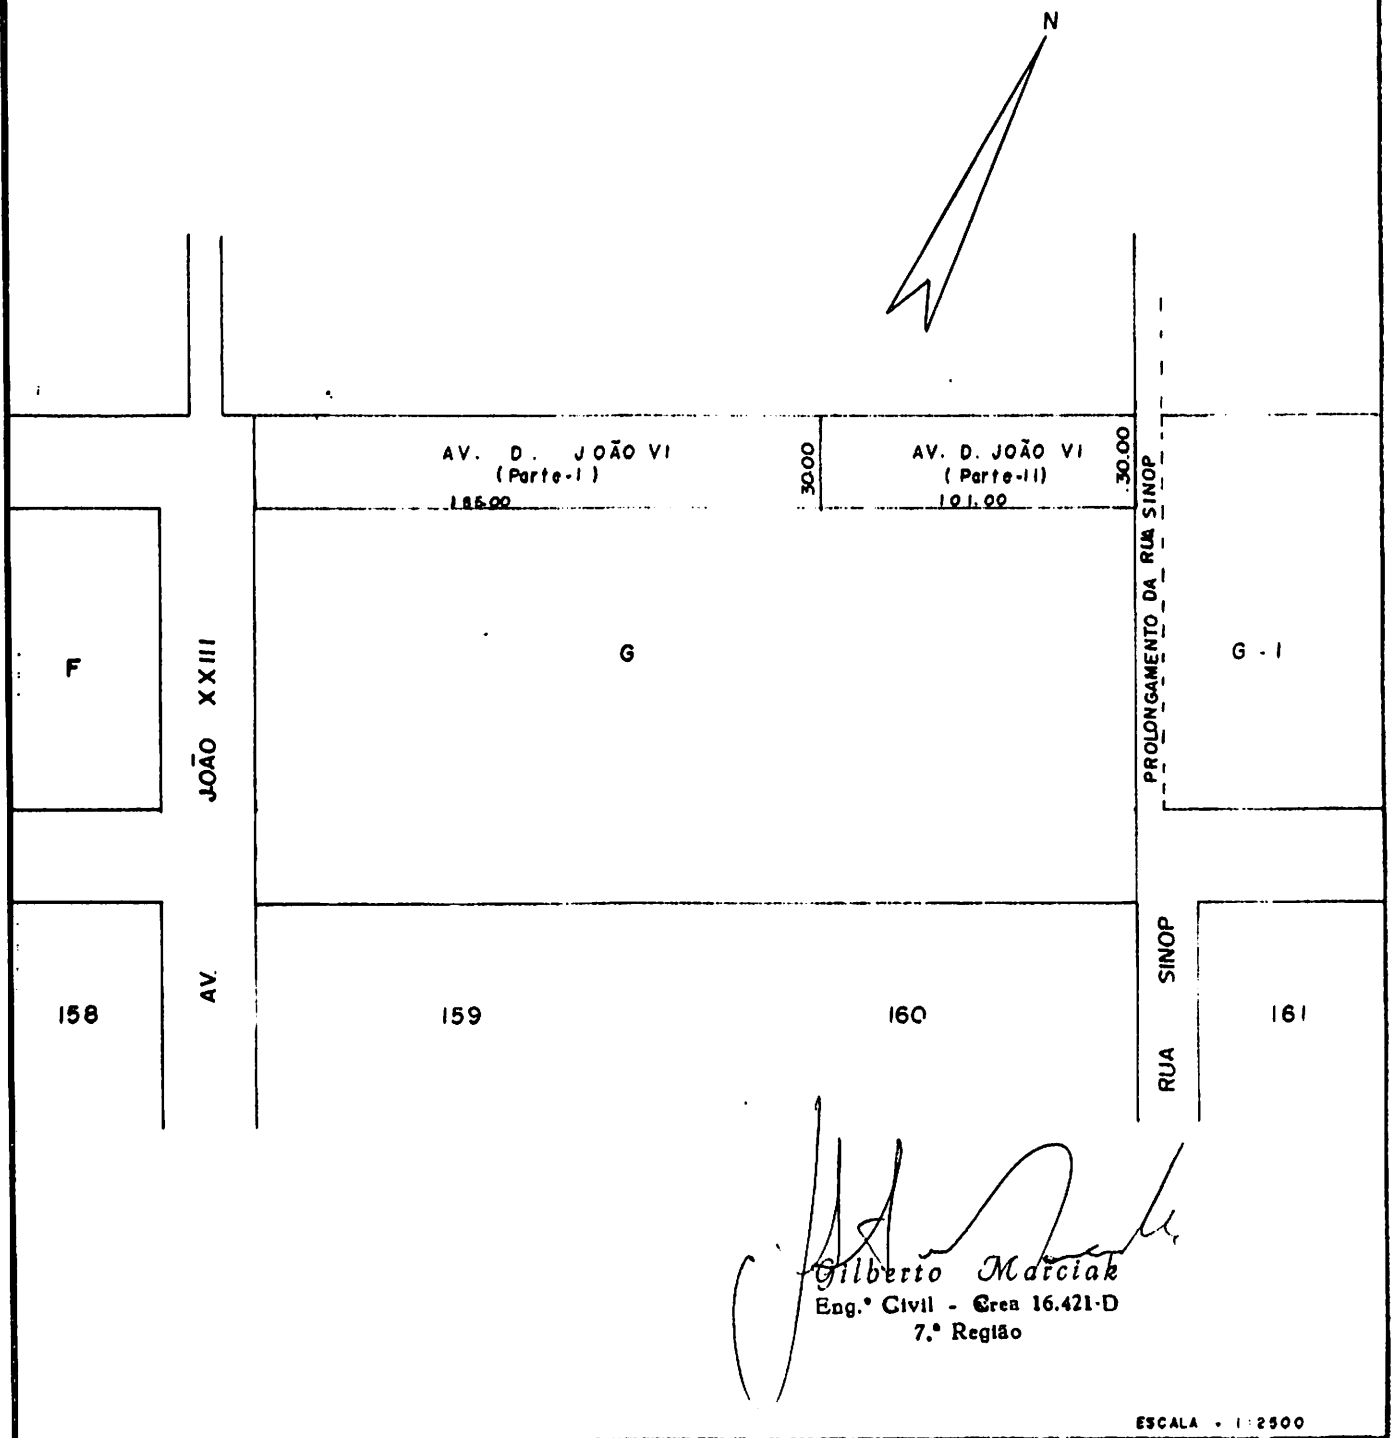 N
AV. D. JOÃO VI
(Parte-I)
30.00
AV. D. JOÃO VI
(Parte-II)
101.00
30.00
PROLONGAMENTO DA RUA SINOP
F
G
G - I
AV. JOÃO XXIII
158
159
160
RUA SINOP
161
Gilberto Marciak
Eng.º Civil - Crea 16.421-D
7.ª Região
ESCALA - 1:2500